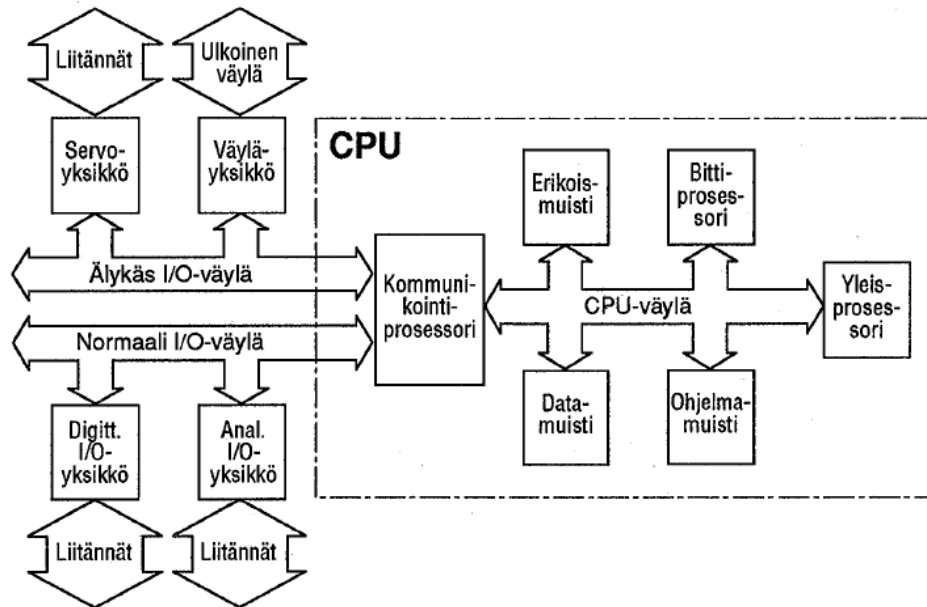 Liitännät
Ulkoinen
väylä
Servo-
yksikkö
Väylä-
yksikkö
Älykäs I/O-väylä
Normaali I/O-väylä
Digitt.
I/O-
yksikkö
Anal.
I/O-
yksikkö
Liitännät
Liitännät
CPU
Kommuni-
kointi-
prosessori
Erikois-
muisti
Bitti-
proses-
sori
CPU-väylä
Yleis-
proses-
sori
Data-
muisti
Ohjelma-
muisti